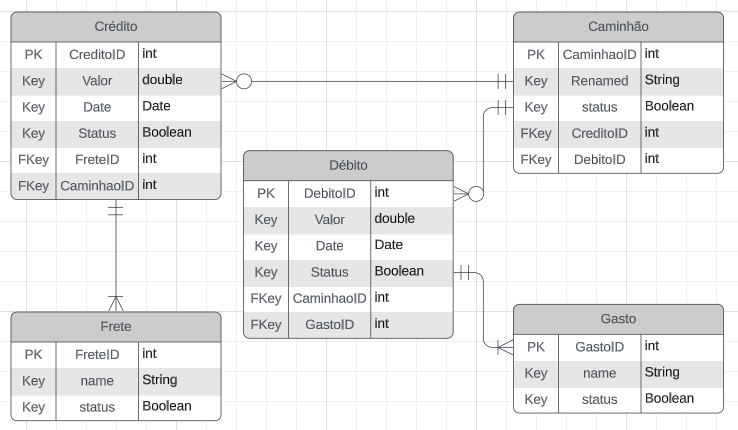 Crédito
PK CreditoID int
Key Valor double
Key Date Date
Key Status Boolean
FKey FreteID int
FKey CaminhaoID int
Caminhão
PK CaminhaoID int
Key Renamed String
Key status Boolean
FKey CreditoID int
FKey DebitoID int
Débito
PK DebitoID int
Key Valor double
Key Date Date
Key Status Boolean
FKey CaminhaoID int
FKey GastoID int
Frete
PK FreteID int
Key name String
Key status Boolean
Gasto
PK GastoID int
Key name String
Key status Boolean